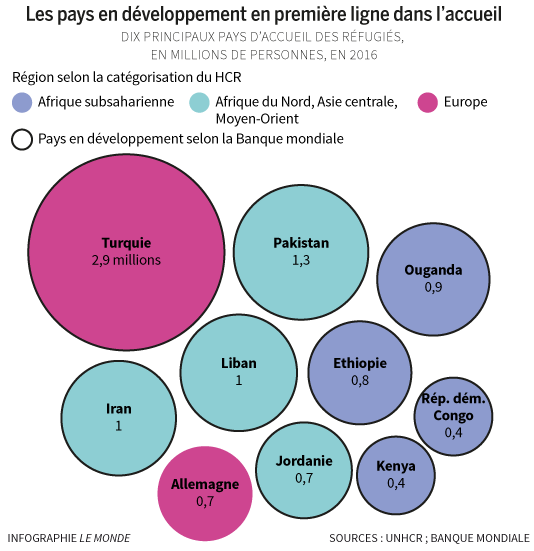 Les pays en développement en première ligne dans l’accueil
DIX PRINCIPAUX PAYS D’ACCUEIL DES RÉFUGIÉS,
EN MILLIONS DE PERSONNES, EN 2016
Région selon la catégorisation du HCR
Afrique subsaharienne
Afrique du Nord, Asie centrale,
Moyen-Orient
Europe
Pays en développement selon la Banque mondiale
Turquie
2,9 millions
Pakistan
1,3
Ouganda
0,9
Liban
1
Ethiopie
0,8
Iran
1
Rép. dém.
Congo
0,4
Allemagne
0,7
Jordanie
0,7
Kenya
0,4
INFOGRAPHIE LE MONDE
SOURCES : UNHCR ; BANQUE MONDIALE